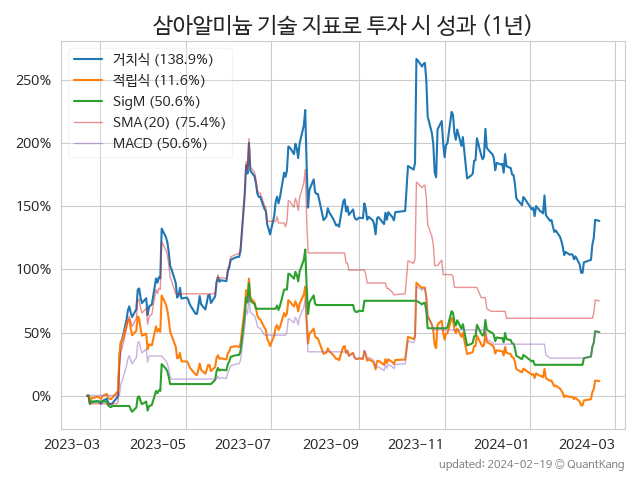 삼아알미늄 기술 지표로 투자 시 성과 (1년)
거치식 (138.9%)
적립식 (11.6%)
SigM (50.6%)
SMA(20) (75.4%)
MACD (50.6%)
250%
200%
150%
100%
50%
0%
2023-03 2023-05 2023-07 2023-09 2023-11 2024-01 2024-03
updated: 2024-02-19 © QuantKang